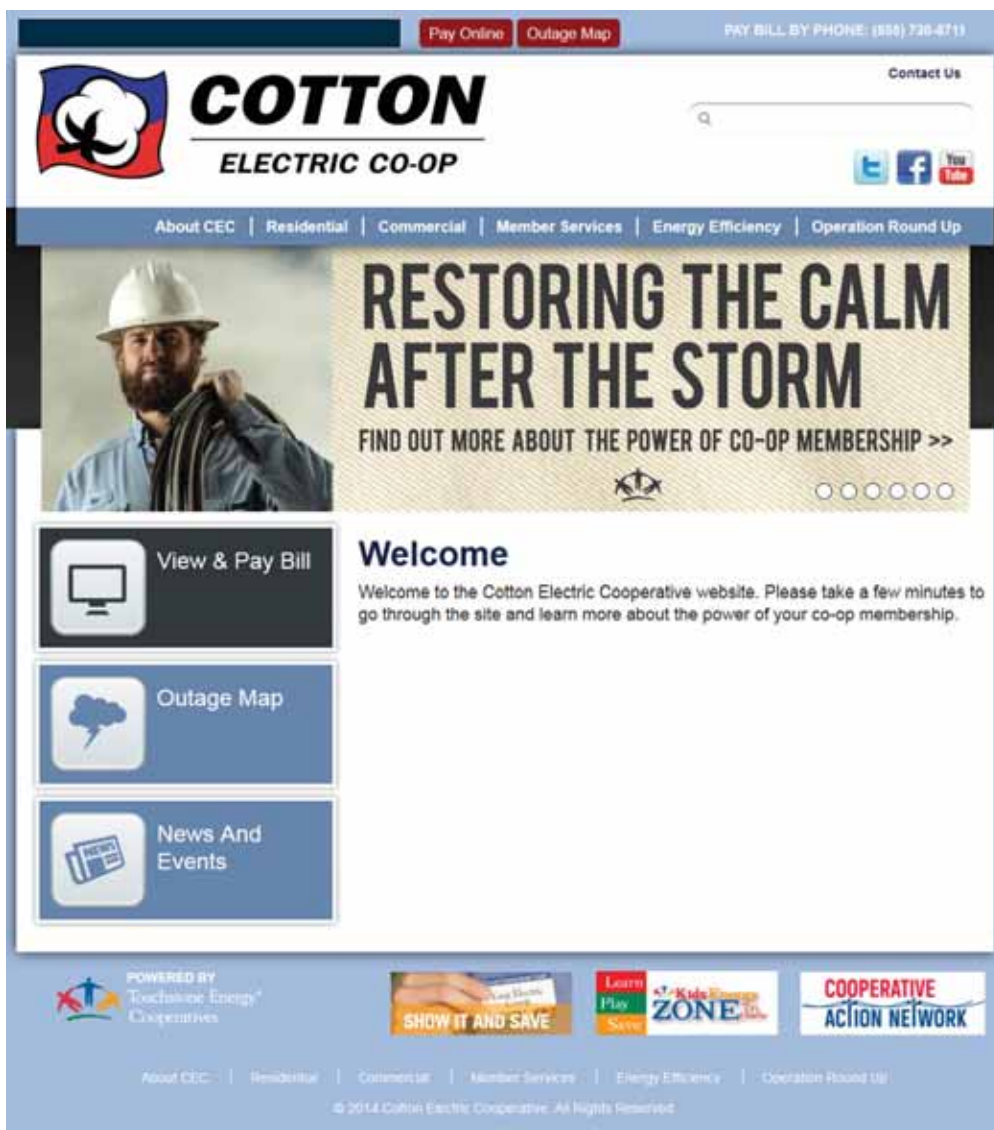 Pay Online Outage Map PAY BILL BY PHONE:
Contact Us
COTTON
ELECTRIC CO-OP
You
Tube
About CEC | Residential | Commercial | Member Services | Energy Efficiency | Operation Round Up
RESTORING THE CALM
AFTER THE STORM
FIND OUT MORE ABOUT THE POWER OF CO-OP MEMBERSHIP >>
View & Pay Bill
Welcome
Welcome to the Cotton Electric Cooperative website. Please take a few minutes to
go through the site and learn more about the power of your co-op membership.
Outage Map
NEWS
News And
Events
POWERED BY
Touchstone Energy®
Cooperatives
SHOW IT AND SAVE
Learn
Play
Save
Kids Energy
ZONE
COOPERATIVE
ACTION NETWORK
About CEC | Residential | Commercial | Member Services | Energy Efficiency | Operation Round Up
© 2014 Cotton Electric Cooperative. All Rights Reserved